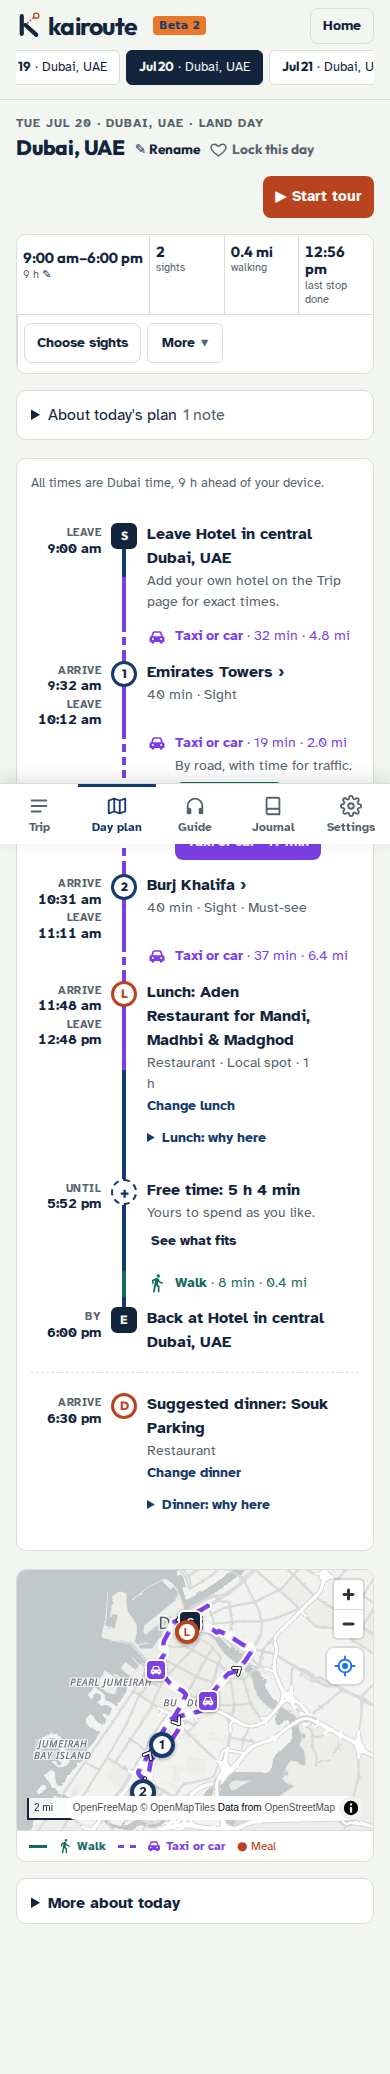 kairoute Beta 2 Home
19 · Dubai, UAE Jul 20 · Dubai, UAE Jul 21 · Dubai, U
TUE JUL 20 · DUBAI, UAE · LAND DAY
Dubai, UAE ✎ Rename Lock this day
▶ Start tour
9:00 am–6:00 pm 2 0.4 mi 12:56 pm
9 h ✎ sights walking last stop done
Choose sights More ▼
▶ About today's plan 1 note
All times are Dubai time, 9 h ahead of your device.
LEAVE
9:00 am
S
Leave Hotel in central
Dubai, UAE
Add your own hotel on the Trip
page for exact times.
Taxi or car · 32 min · 4.8 mi
ARRIVE
9:32 am
LEAVE
10:12 am
1
Emirates Towers ›
40 min · Sight
Taxi or car · 19 min · 2.0 mi
By road, with time for traffic.
Trip Day plan Guide Journal Settings
ARRIVE
10:31 am
LEAVE
11:11 am
2
Burj Khalifa ›
40 min · Sight · Must-see
Taxi or car · 37 min · 6.4 mi
ARRIVE
11:48 am
LEAVE
12:48 pm
L
Lunch: Aden
Restaurant for Mandi,
Madhbi & Madghod
Restaurant · Local spot · 1
h
Change lunch
▶ Lunch: why here
UNTIL
5:52 pm
+
Free time: 5 h 4 min
Yours to spend as you like.
See what fits
Walk · 8 min · 0.4 mi
BY
6:00 pm
E
Back at Hotel in central
Dubai, UAE
ARRIVE
6:30 pm
D
Suggested dinner: Souk
Parking
Restaurant
Change dinner
▶ Dinner: why here
+
−
L
PEARL JUMEIRAH
BU DU
JUMEIRAH
BAY ISLAND
1
2
2 mi OpenFreeMap © OpenMapTiles Data from OpenStreetMap
Walk Taxi or car Meal
▶ More about today